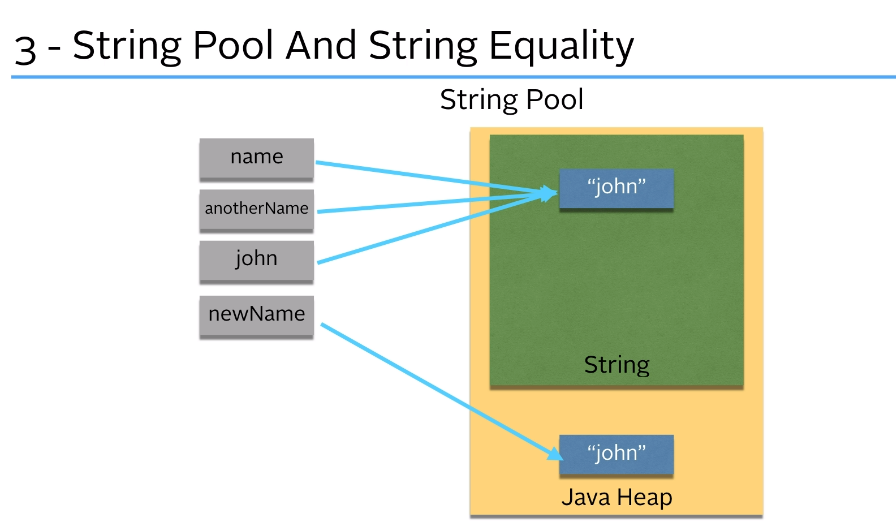 3 - String Pool And String Equality
String Pool
name
“john”
anotherName
john
newName
String
“john”
Java Heap